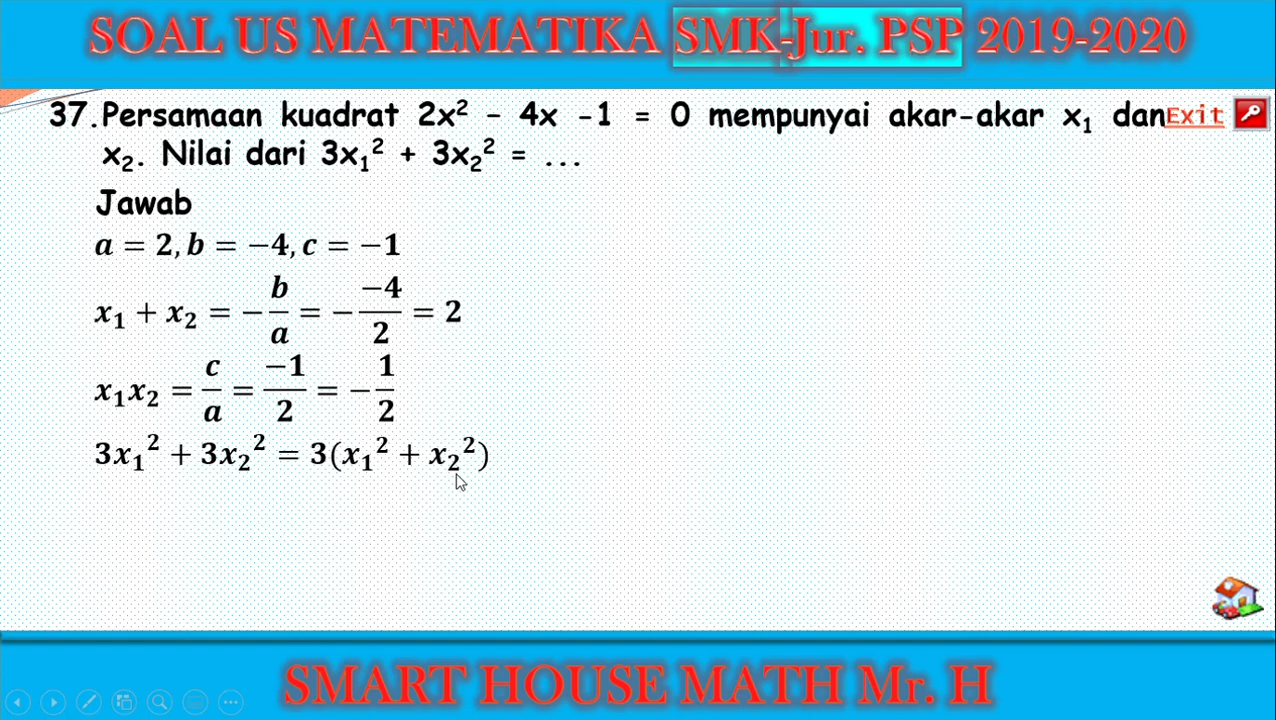 SOAL US MATEMATIKA SMK-Jur. PSP 2019-2020
37.Persamaan kuadrat 2x² – 4x -1 = 0 mempunyai akar-akar x₁ dan Exit
x₂. Nilai dari 3x₁² + 3x₂² = ...
Jawab
a = 2, b = −4, c = −1
x₁ + x₂ = −b/a = −(−4)/2 = 2
x₁x₂ = c/a = −1/2 = −1/2
3x₁² + 3x₂² = 3(x₁² + x₂²)
SMART HOUSE MATH Mr. H